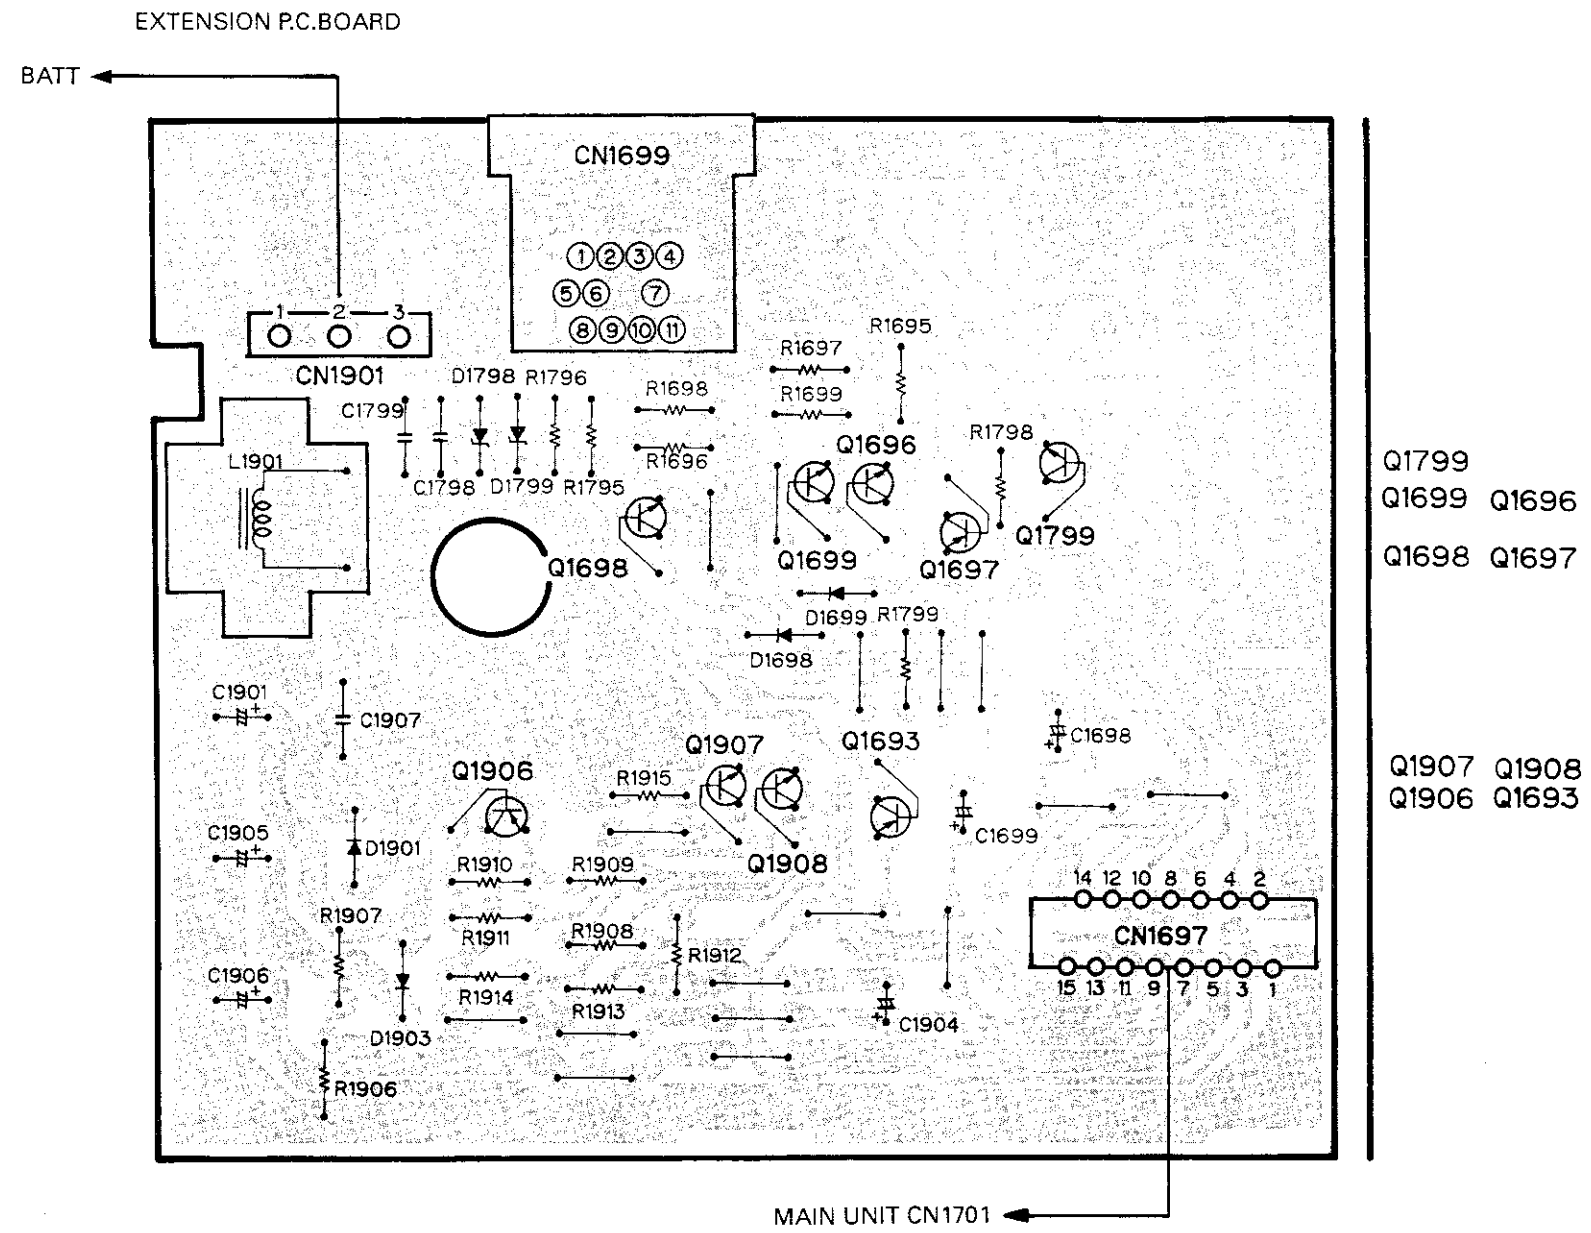 EXTENSION P.C.BOARD
BATT
CN1699
1 2 3 4
5 6 7
8 9 10 11
1 2 3
CN1901
R1695
R1697
D1798 R1796
R1698
R1699
C1799
R1798
Q1696
L1901
R1696
C1798 D1799 R1795
Q1799
Q1699 Q1696
Q1799
Q1698
Q1699
Q1697
Q1698 Q1697
D1699 R1799
D1698
C1901
C1907
C1698
Q1907
Q1693
Q1906
R1915
Q1907 Q1908
Q1906 Q1693
C1905
D1901
C1699
R1910
R1909
Q1908
14 12 10 8 6 4 2
R1907
R1911
R1908
CN1697
R1912
C1906
15 13 11 9 7 5 3 1
R1914
R1913
C1904
D1903
R1906
MAIN UNIT CN1701